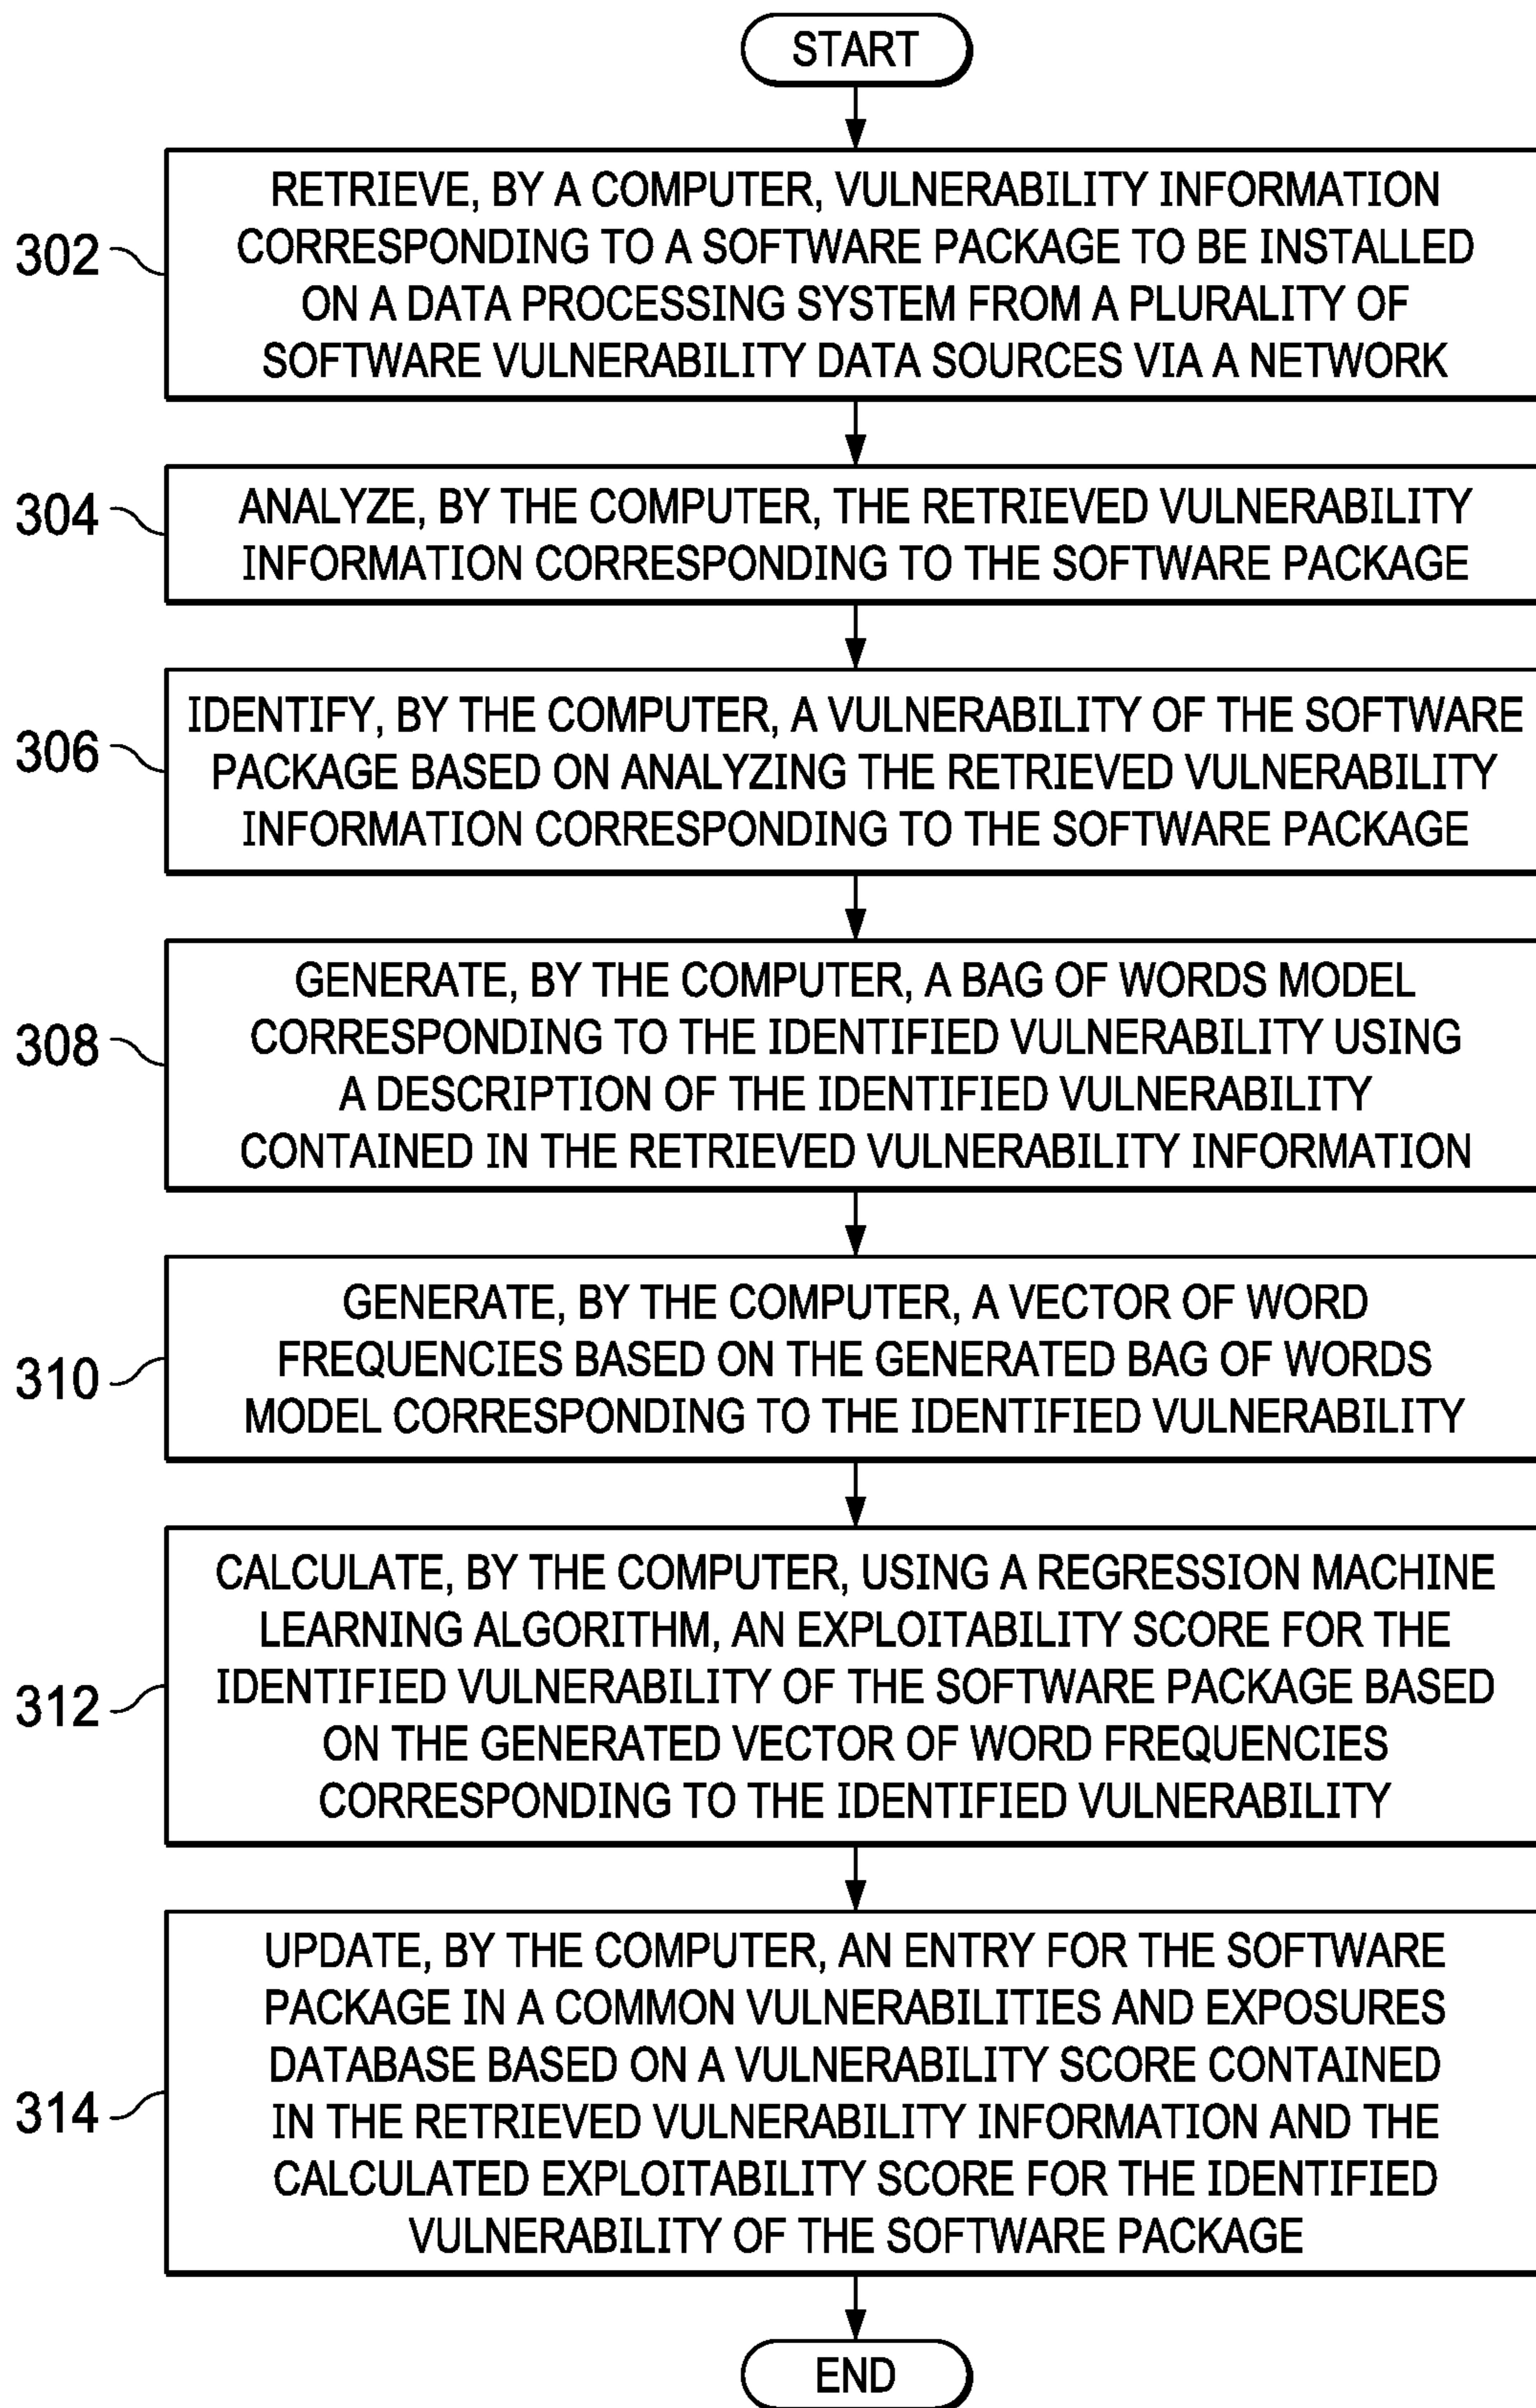 START
RETRIEVE, BY A COMPUTER, VULNERABILITY INFORMATION
CORRESPONDING TO A SOFTWARE PACKAGE TO BE INSTALLED
ON A DATA PROCESSING SYSTEM FROM A PLURALITY OF
SOFTWARE VULNERABILITY DATA SOURCES VIA A NETWORK
302
ANALYZE, BY THE COMPUTER, THE RETRIEVED VULNERABILITY
INFORMATION CORRESPONDING TO THE SOFTWARE PACKAGE
304
IDENTIFY, BY THE COMPUTER, A VULNERABILITY OF THE SOFTWARE
PACKAGE BASED ON ANALYZING THE RETRIEVED VULNERABILITY
INFORMATION CORRESPONDING TO THE SOFTWARE PACKAGE
306
GENERATE, BY THE COMPUTER, A BAG OF WORDS MODEL
CORRESPONDING TO THE IDENTIFIED VULNERABILITY USING
A DESCRIPTION OF THE IDENTIFIED VULNERABILITY
CONTAINED IN THE RETRIEVED VULNERABILITY INFORMATION
308
GENERATE, BY THE COMPUTER, A VECTOR OF WORD
FREQUENCIES BASED ON THE GENERATED BAG OF WORDS
MODEL CORRESPONDING TO THE IDENTIFIED VULNERABILITY
310
CALCULATE, BY THE COMPUTER, USING A REGRESSION MACHINE
LEARNING ALGORITHM, AN EXPLOITABILITY SCORE FOR THE
IDENTIFIED VULNERABILITY OF THE SOFTWARE PACKAGE BASED
ON THE GENERATED VECTOR OF WORD FREQUENCIES
CORRESPONDING TO THE IDENTIFIED VULNERABILITY
312
UPDATE, BY THE COMPUTER, AN ENTRY FOR THE SOFTWARE
PACKAGE IN A COMMON VULNERABILITIES AND EXPOSURES
DATABASE BASED ON A VULNERABILITY SCORE CONTAINED
IN THE RETRIEVED VULNERABILITY INFORMATION AND THE
CALCULATED EXPLOITABILITY SCORE FOR THE IDENTIFIED
VULNERABILITY OF THE SOFTWARE PACKAGE
314
END